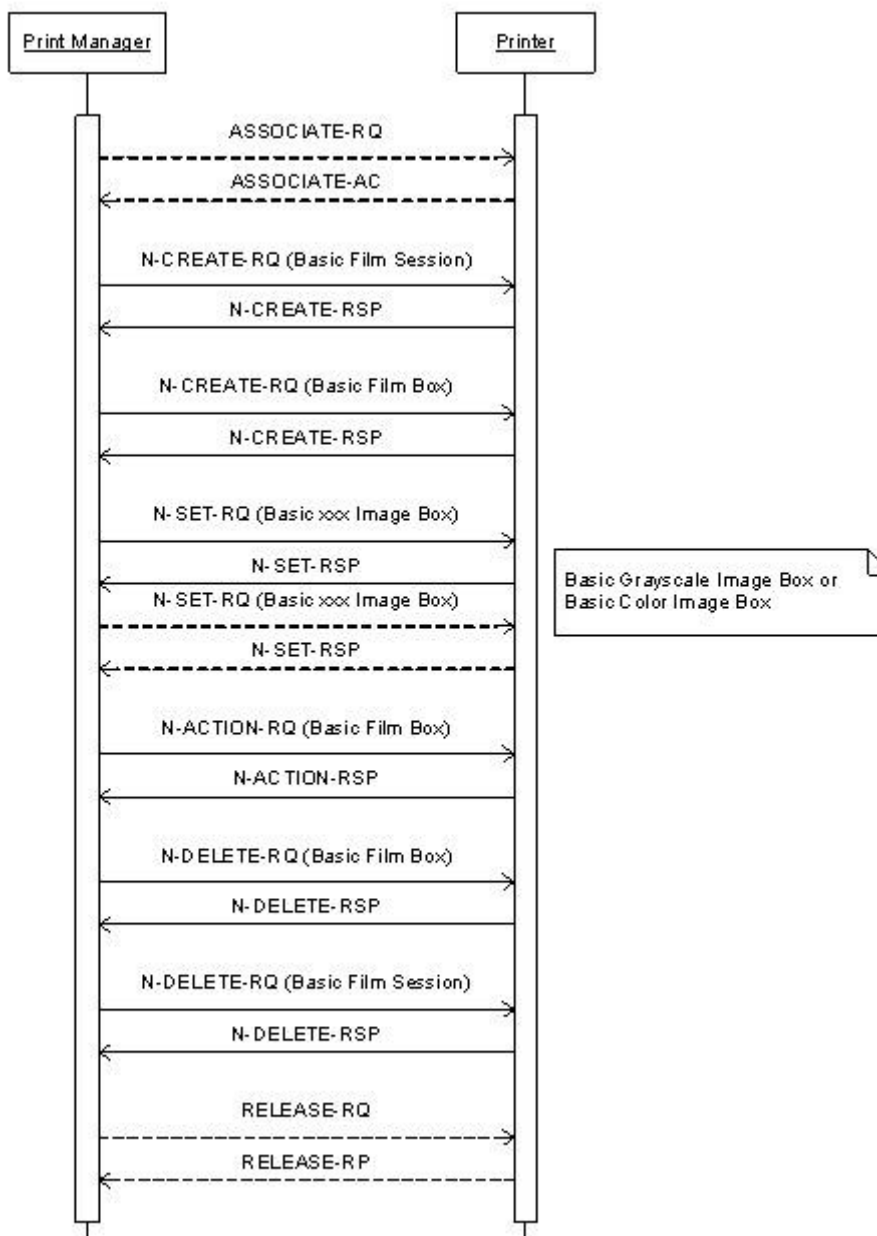 Print Manager
Printer
ASSOCIATE-RQ
ASSOCIATE-AC
N-CREATE-RQ (Basic Film Session)
N-CREATE-RSP
N-CREATE-RQ (Basic Film Box)
N-CREATE-RSP
N-SET-RQ (Basic xxx Image Box)
N-SET-RSP
N-SET-RQ (Basic xxx Image Box)
N-SET-RSP
Basic Grayscale Image Box or
Basic Color Image Box
N-ACTION-RQ (Basic Film Box)
N-ACTION-RSP
N-DELETE-RQ (Basic Film Box)
N-DELETE-RSP
N-DELETE-RQ (Basic Film Session)
N-DELETE-RSP
RELEASE-RQ
RELEASE-RP